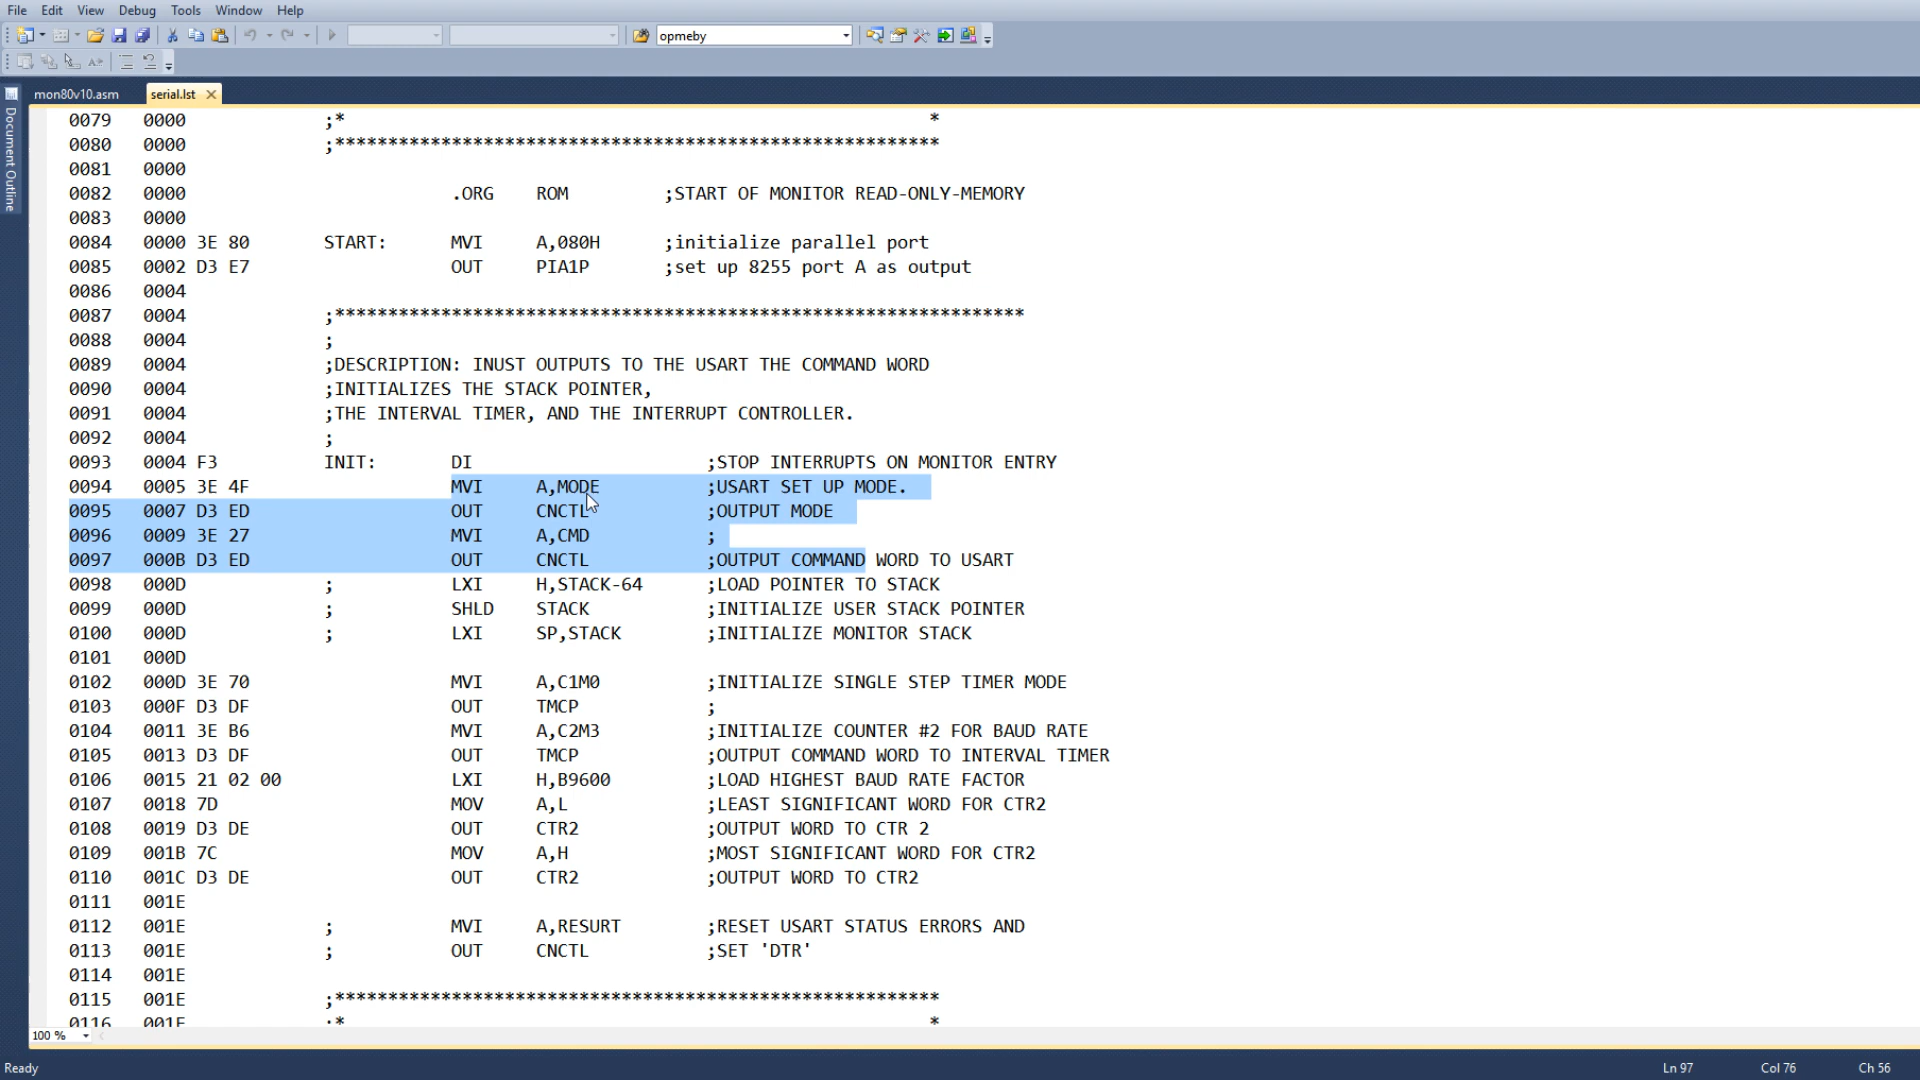 File Edit View Debug Tools Window Help
opmeby
mon80v10.asm serial.lst
Document Outline
0079 0000 ;* *
0080 0000 ;*********************************************************
0081 0000
0082 0000 .ORG ROM ;START OF MONITOR READ-ONLY-MEMORY
0083 0000
0084 0000 3E 80 START: MVI A,080H ;initialize parallel port
0085 0002 D3 E7 OUT PIA1P ;set up 8255 port A as output
0086 0004
0087 0004 ;*****************************************************************
0088 0004 ;
0089 0004 ;DESCRIPTION: INUST OUTPUTS TO THE USART THE COMMAND WORD
0090 0004 ;INITIALIZES THE STACK POINTER,
0091 0004 ;THE INTERVAL TIMER, AND THE INTERRUPT CONTROLLER.
0092 0004 ;
0093 0004 F3 INIT: DI ;STOP INTERRUPTS ON MONITOR ENTRY
0094 0005 3E 4F MVI A,MODE ;USART SET UP MODE.
0095 0007 D3 ED OUT CNCTL ;OUTPUT MODE
0096 0009 3E 27 MVI A,CMD ;
0097 000B D3 ED OUT CNCTL ;OUTPUT COMMAND WORD TO USART
0098 000D ; LXI H,STACK-64 ;LOAD POINTER TO STACK
0099 000D ; SHLD STACK ;INITIALIZE USER STACK POINTER
0100 000D ; LXI SP,STACK ;INITIALIZE MONITOR STACK
0101 000D
0102 000D 3E 70 MVI A,C1M0 ;INITIALIZE SINGLE STEP TIMER MODE
0103 000F D3 DF OUT TMCP ;
0104 0011 3E B6 MVI A,C2M3 ;INITIALIZE COUNTER #2 FOR BAUD RATE
0105 0013 D3 DF OUT TMCP ;OUTPUT COMMAND WORD TO INTERVAL TIMER
0106 0015 21 02 00 LXI H,B9600 ;LOAD HIGHEST BAUD RATE FACTOR
0107 0018 7D MOV A,L ;LEAST SIGNIFICANT WORD FOR CTR2
0108 0019 D3 DE OUT CTR2 ;OUTPUT WORD TO CTR 2
0109 001B 7C MOV A,H ;MOST SIGNIFICANT WORD FOR CTR2
0110 001C D3 DE OUT CTR2 ;OUTPUT WORD TO CTR2
0111 001E
0112 001E ; MVI A,RESURT ;RESET USART STATUS ERRORS AND
0113 001E ; OUT CNCTL ;SET 'DTR'
0114 001E
0115 001E ;*********************************************************
0116 001E ;* *
100 %
Ready Ln 97 Col 76 Ch 56